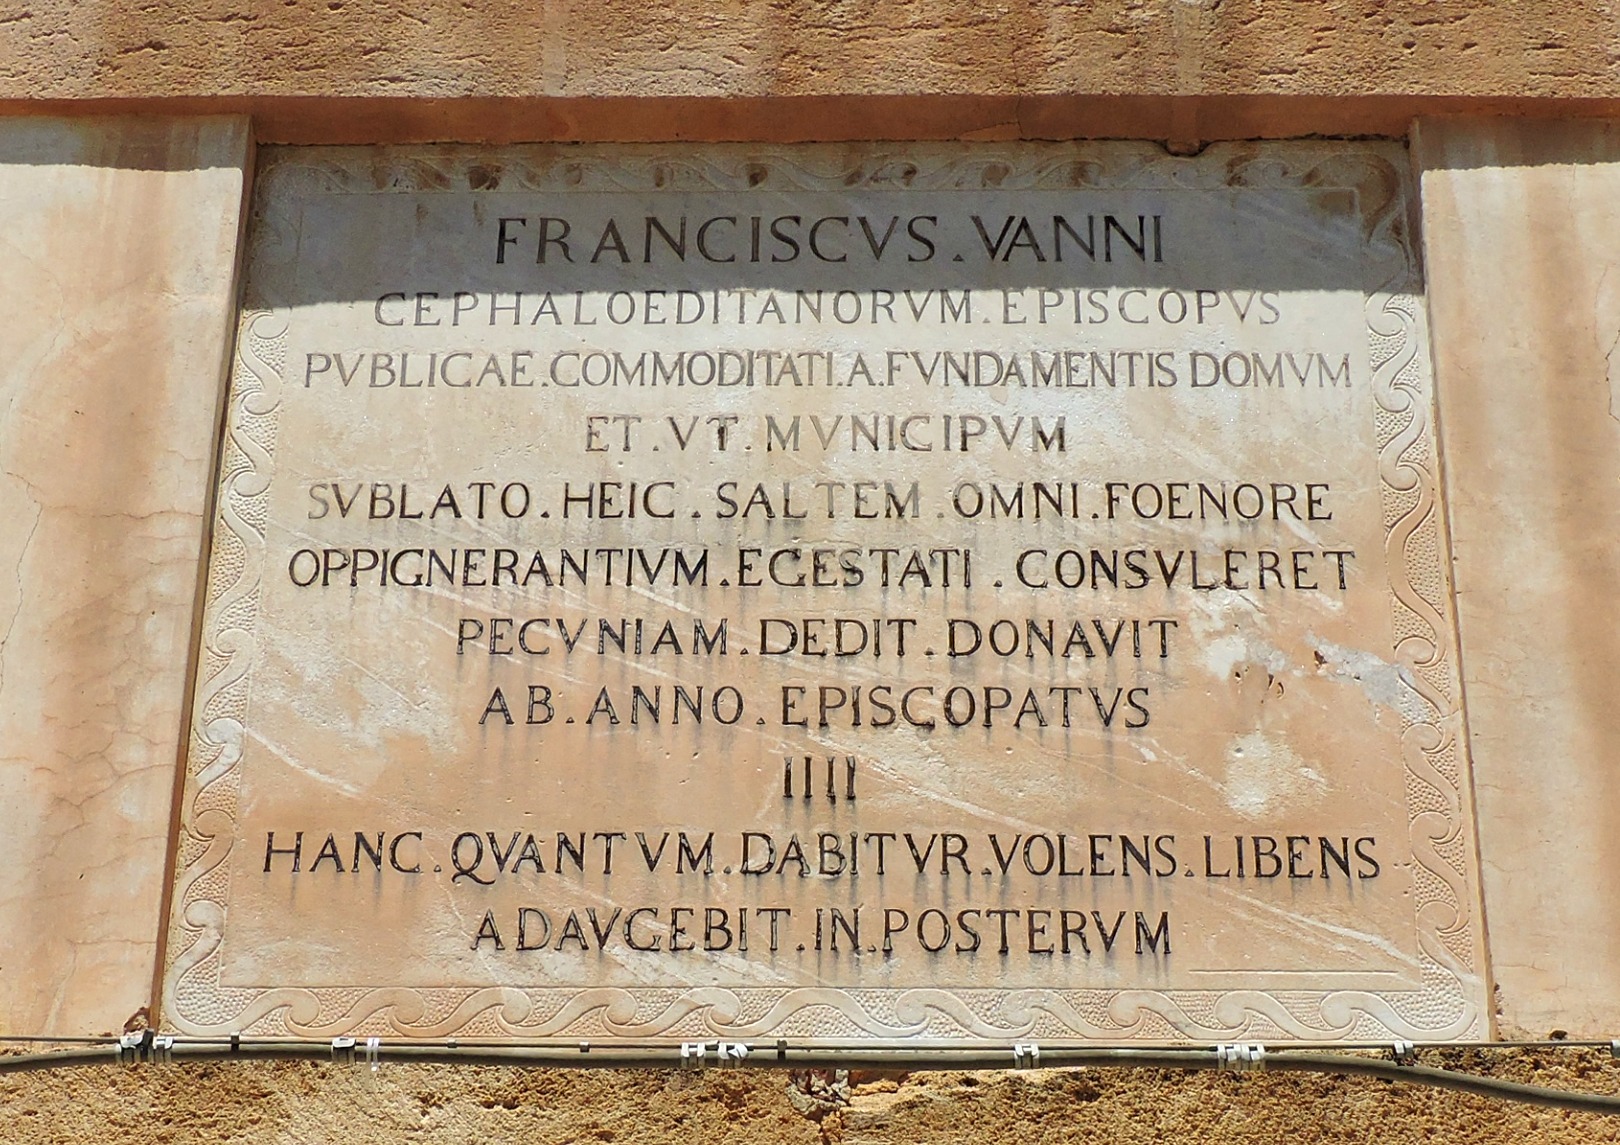 FRANCISCVS . VANNI
CEPHALOEDITANORVM . EPISCOPVS
PVBLICAE . COMMODITATI . A . FVNDAMENTIS DOMVM
ET . VT . MVNICIPVM
SVBLATO . HEIC . SALTEM . OMNI . FOENORE
OPPIGNERANTIVM . EGESTATI . CONSVLERET
PECVNIAM . DEDIT . DONAVIT
AB . ANNO . EPISCOPATVS
IIII
HANC . QVANTVM . DABITVR . VOLENS . LIBENS
ADAVGEBIT . IN . POSTERVM